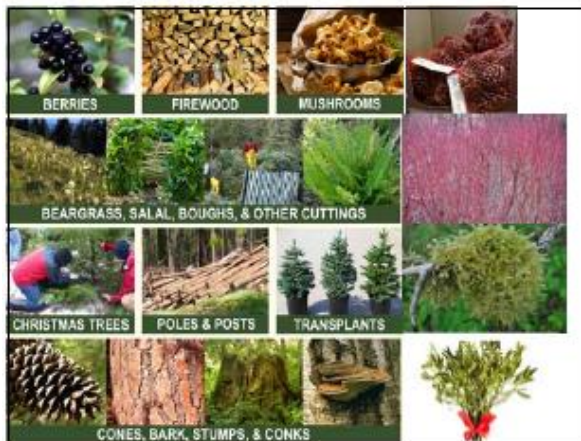 BERRIES
FIREWOOD
MUSHROOMS
BEARGRASS, SALAL, BOUGHS, & OTHER CUTTINGS
CHRISTMAS TREES
POLES & POSTS
TRANSPLANTS
CONES, BARK, STUMPS, & CONKS